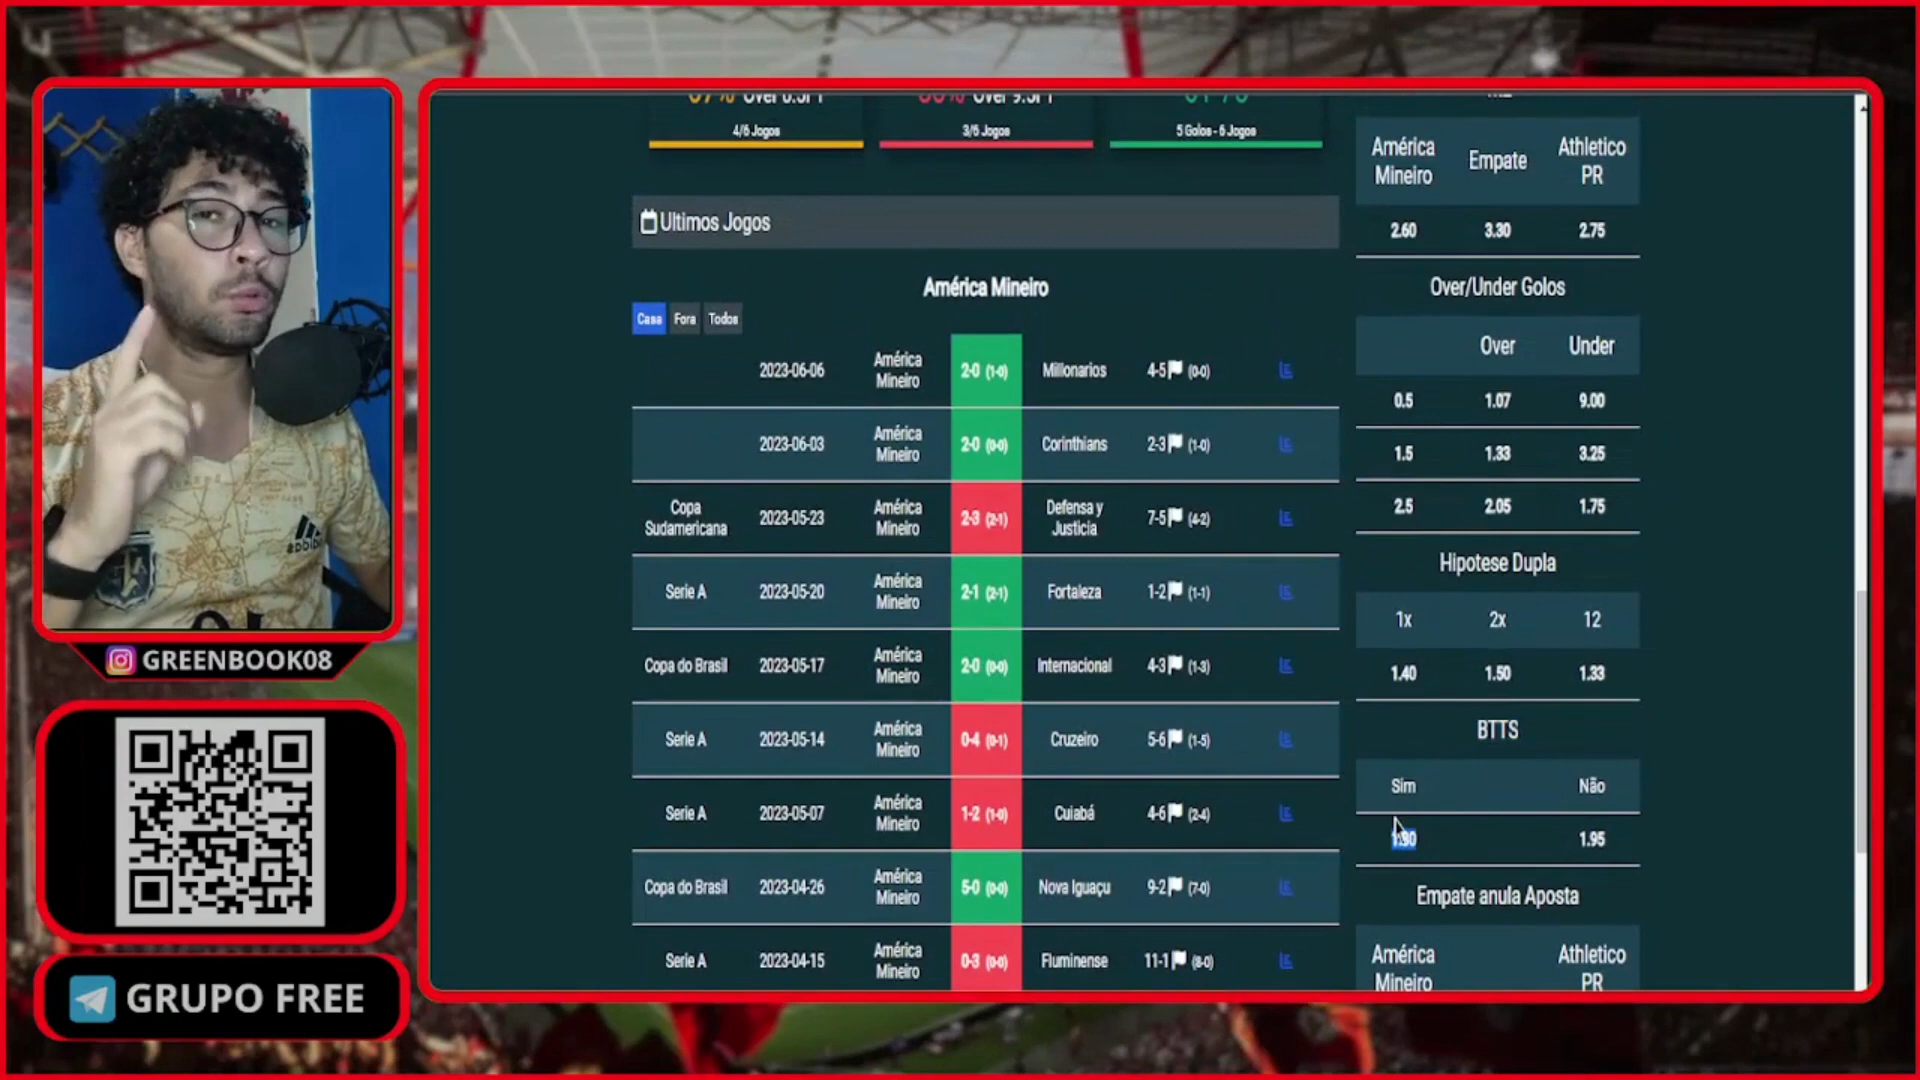 67% Over 0.5FT
4/6 Jogos
Over 9.5FT
3/6 Jogos
5 Golos - 6 Jogos
Ultimos Jogos
América Mineiro
Casa Fora Todos
2023-06-06 América Mineiro 2-0 (1-0) Millonarios 4-5 (0-0)
2023-06-03 América Mineiro 2-0 (0-0) Corinthians 2-3 (1-0)
Copa Sudamericana 2023-05-23 América Mineiro 2-3 (2-1) Defensa y Justicia 7-5 (4-2)
Serie A 2023-05-20 América Mineiro 2-1 (2-1) Fortaleza 1-2 (1-1)
Copa do Brasil 2023-05-17 América Mineiro 2-0 (0-0) Internacional 4-3 (1-3)
Serie A 2023-05-14 América Mineiro 0-4 (0-1) Cruzeiro 5-6 (1-5)
Serie A 2023-05-07 América Mineiro 1-2 (1-0) Cuiabá 4-6 (2-4)
Copa do Brasil 2023-04-26 América Mineiro 5-0 (0-0) Nova Iguaçu 9-2 (7-0)
Serie A 2023-04-15 América Mineiro 0-3 (0-0) Fluminense 11-1 (8-0)
América Mineiro Empate Athletico PR
2.60 3.30 2.75
Over/Under Golos
Over Under
0.5 1.07 9.00
1.5 1.33 3.25
2.5 2.05 1.75
Hipotese Dupla
1x 2x 12
1.40 1.50 1.33
BTTS
Sim Não
1.95
Empate anula Aposta
América Mineiro Athletico PR
adidas
GREENBOOK08
GRUPO FREE